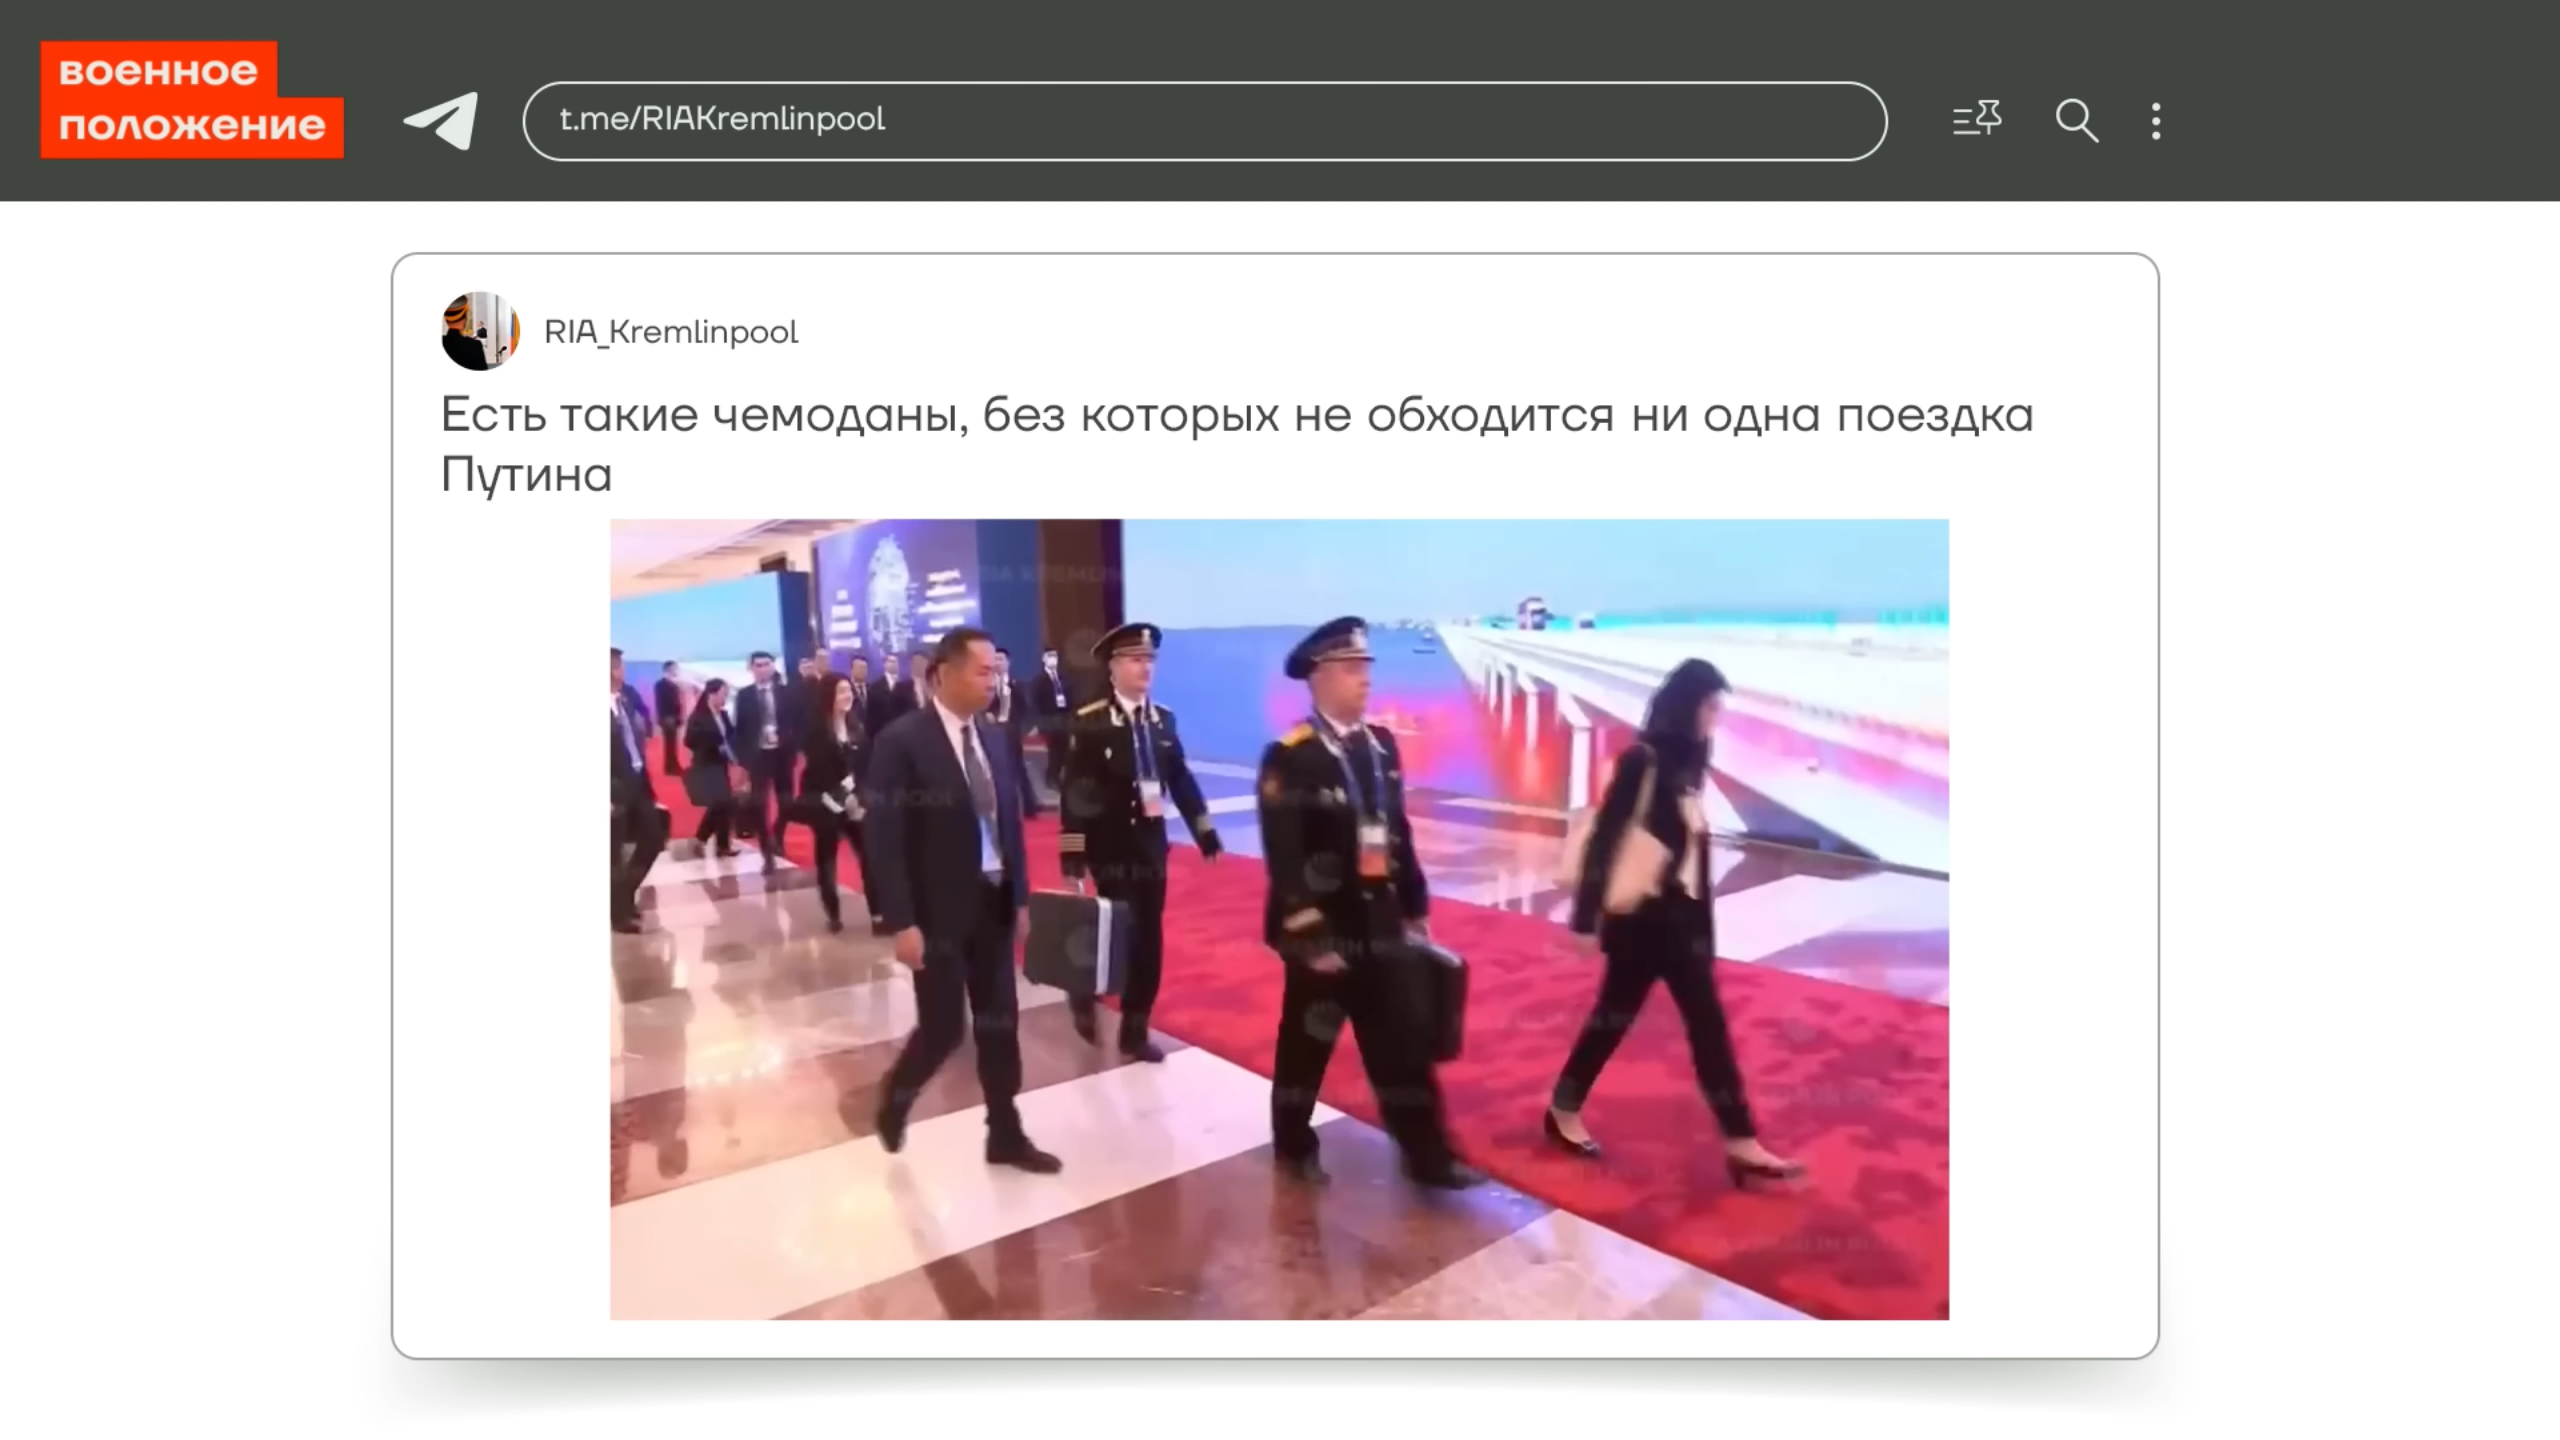 военное
положение
t.me/RIAKremlinpool
RIA_Kremlinpool
Есть такие чемоданы, без которых не обходится ни одна поездка
Путина